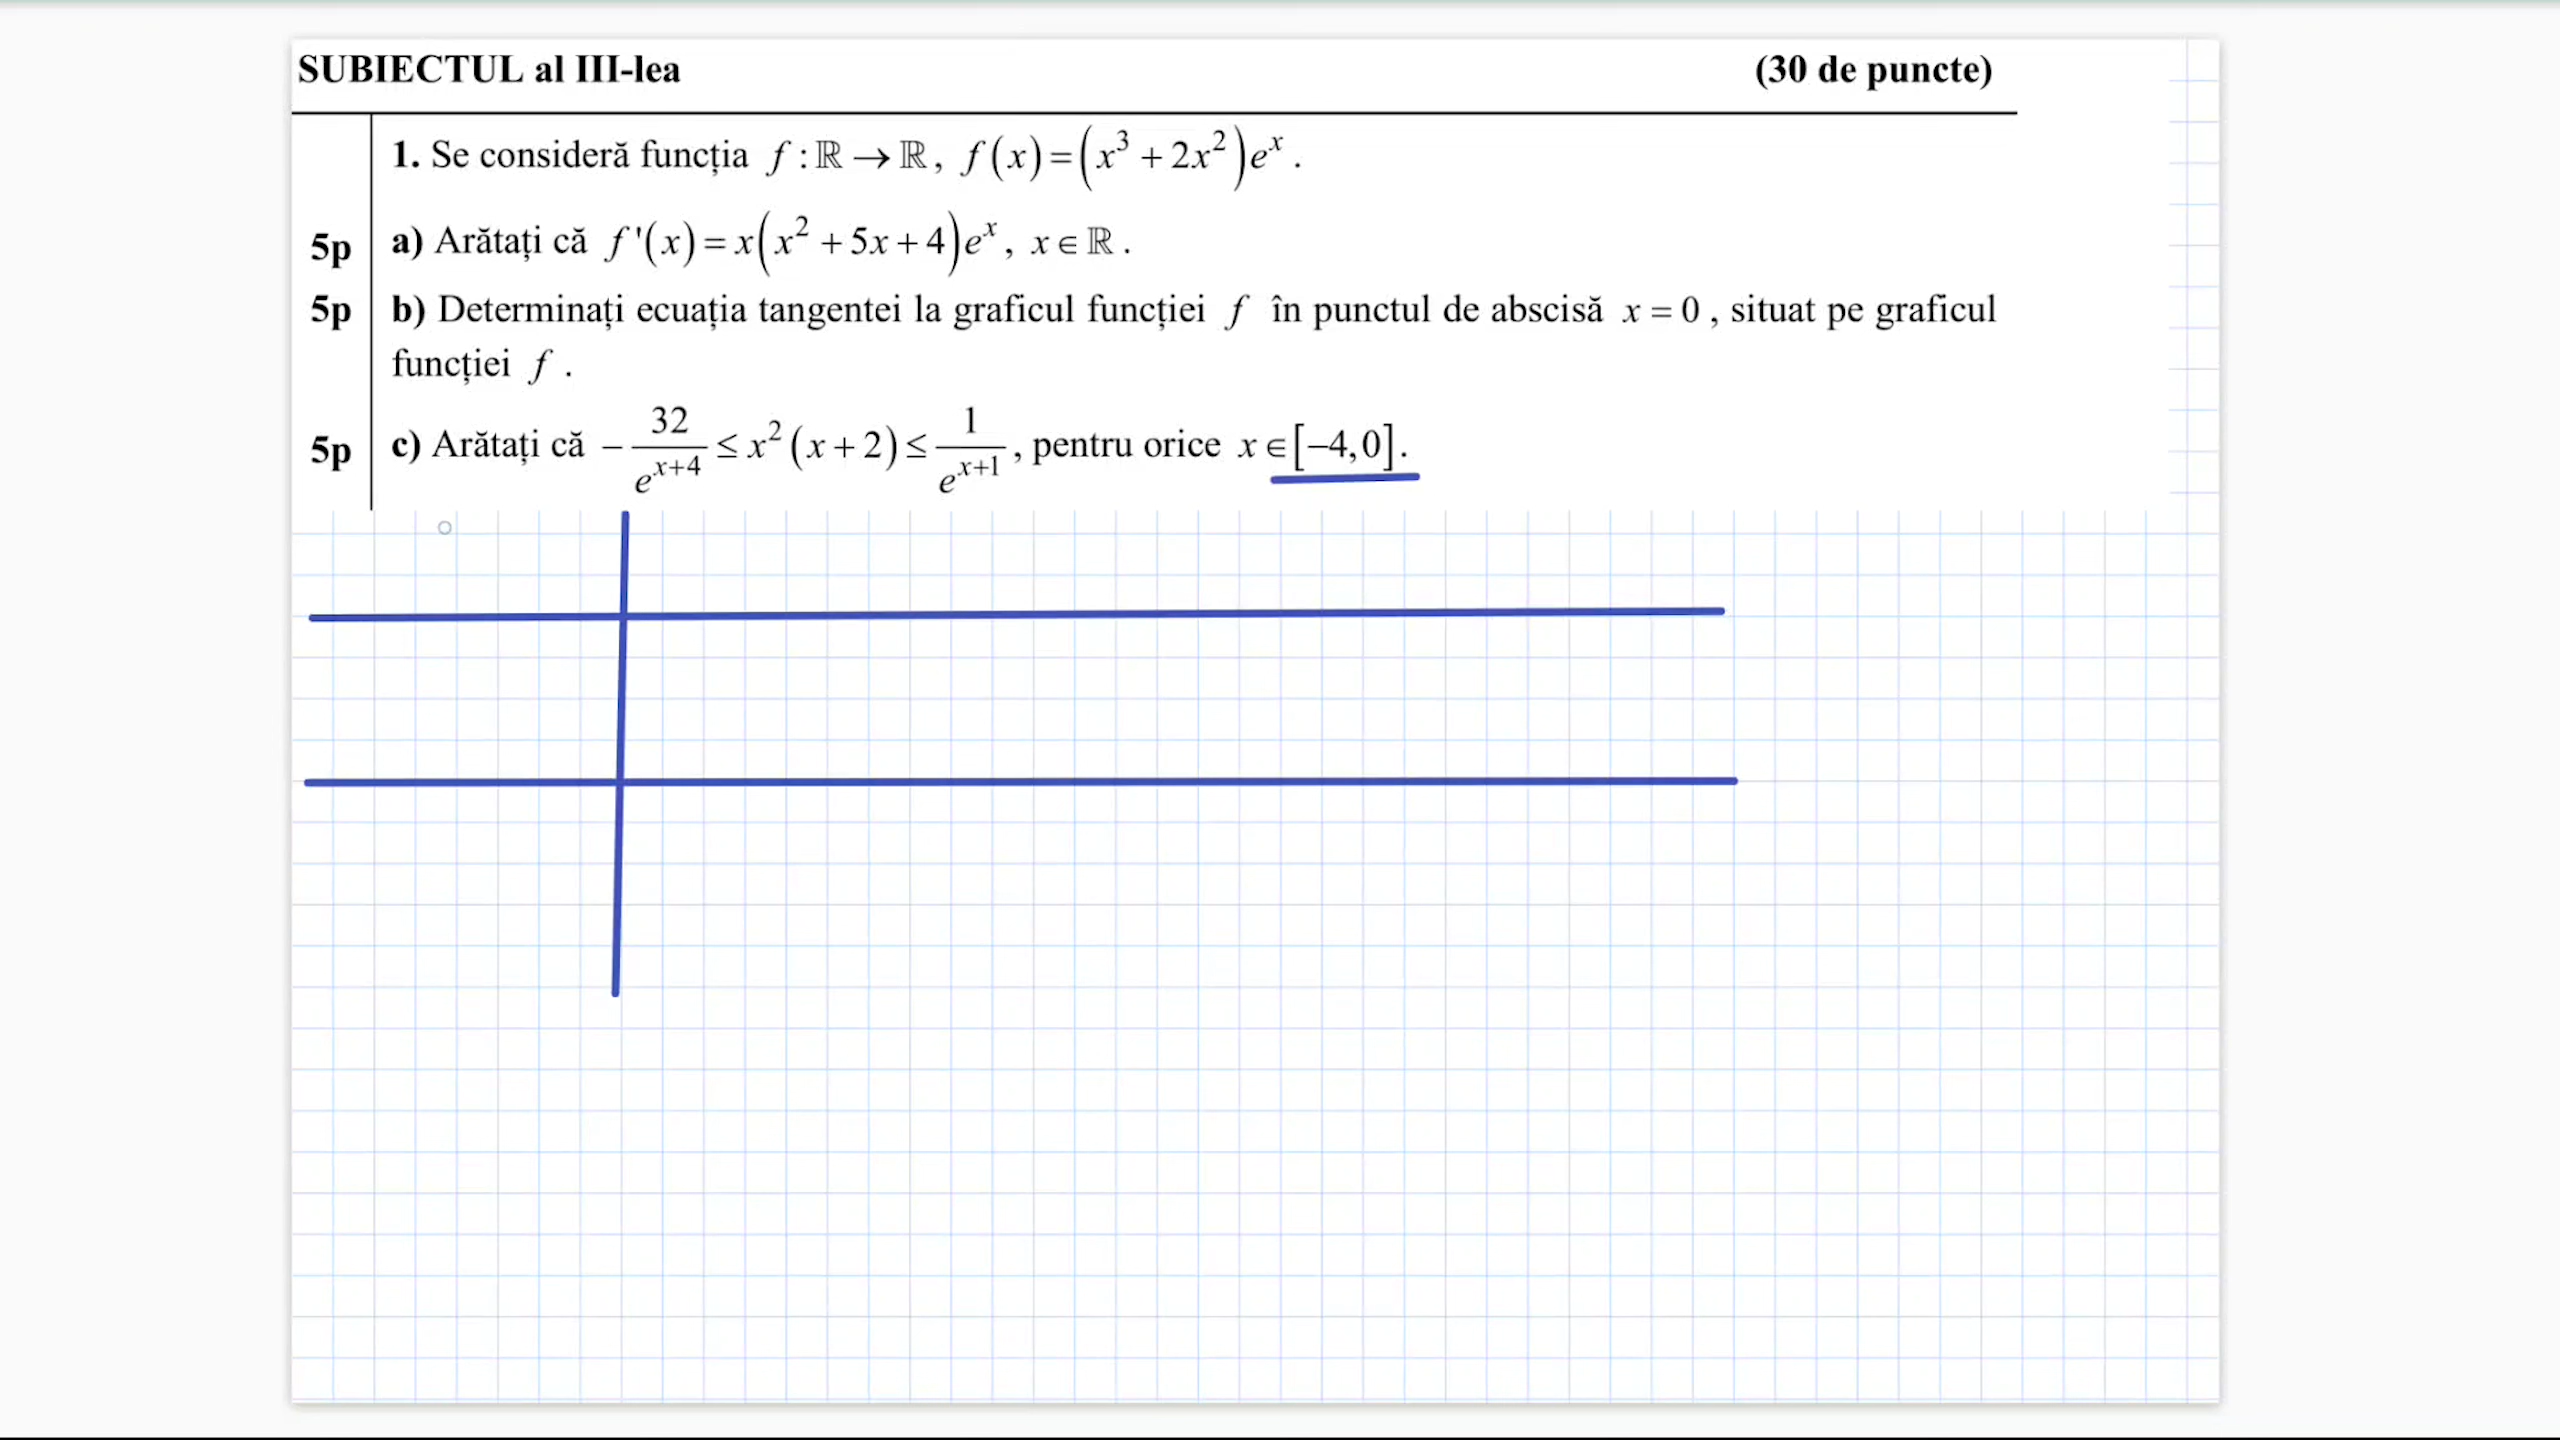 SUBIECTUL al III-lea (30 de puncte)
1. Se consideră funcția f : ℝ → ℝ, f(x) = (x³ + 2x²)eˣ.
5p a) Arătați că f'(x) = x(x² + 5x + 4)eˣ, x ∈ ℝ.
5p b) Determinați ecuația tangentei la graficul funcției f în punctul de abscisă x = 0, situat pe graficul
funcției f.
5p c) Arătați că −32/eˣ⁺⁴ ≤ x²(x + 2) ≤ 1/eˣ⁺¹, pentru orice x ∈ [−4,0].